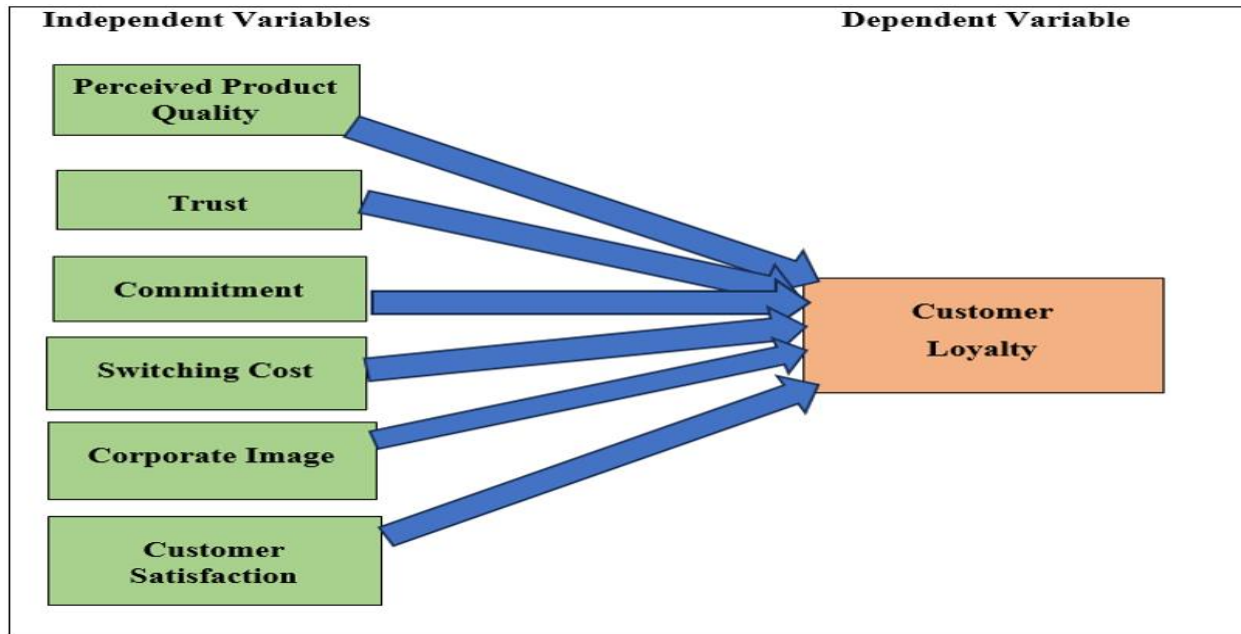 Independent Variables
Dependent Variable
Perceived Product
Quality
Trust
Commitment
Switching Cost
Corporate Image
Customer
Satisfaction
Customer
Loyalty